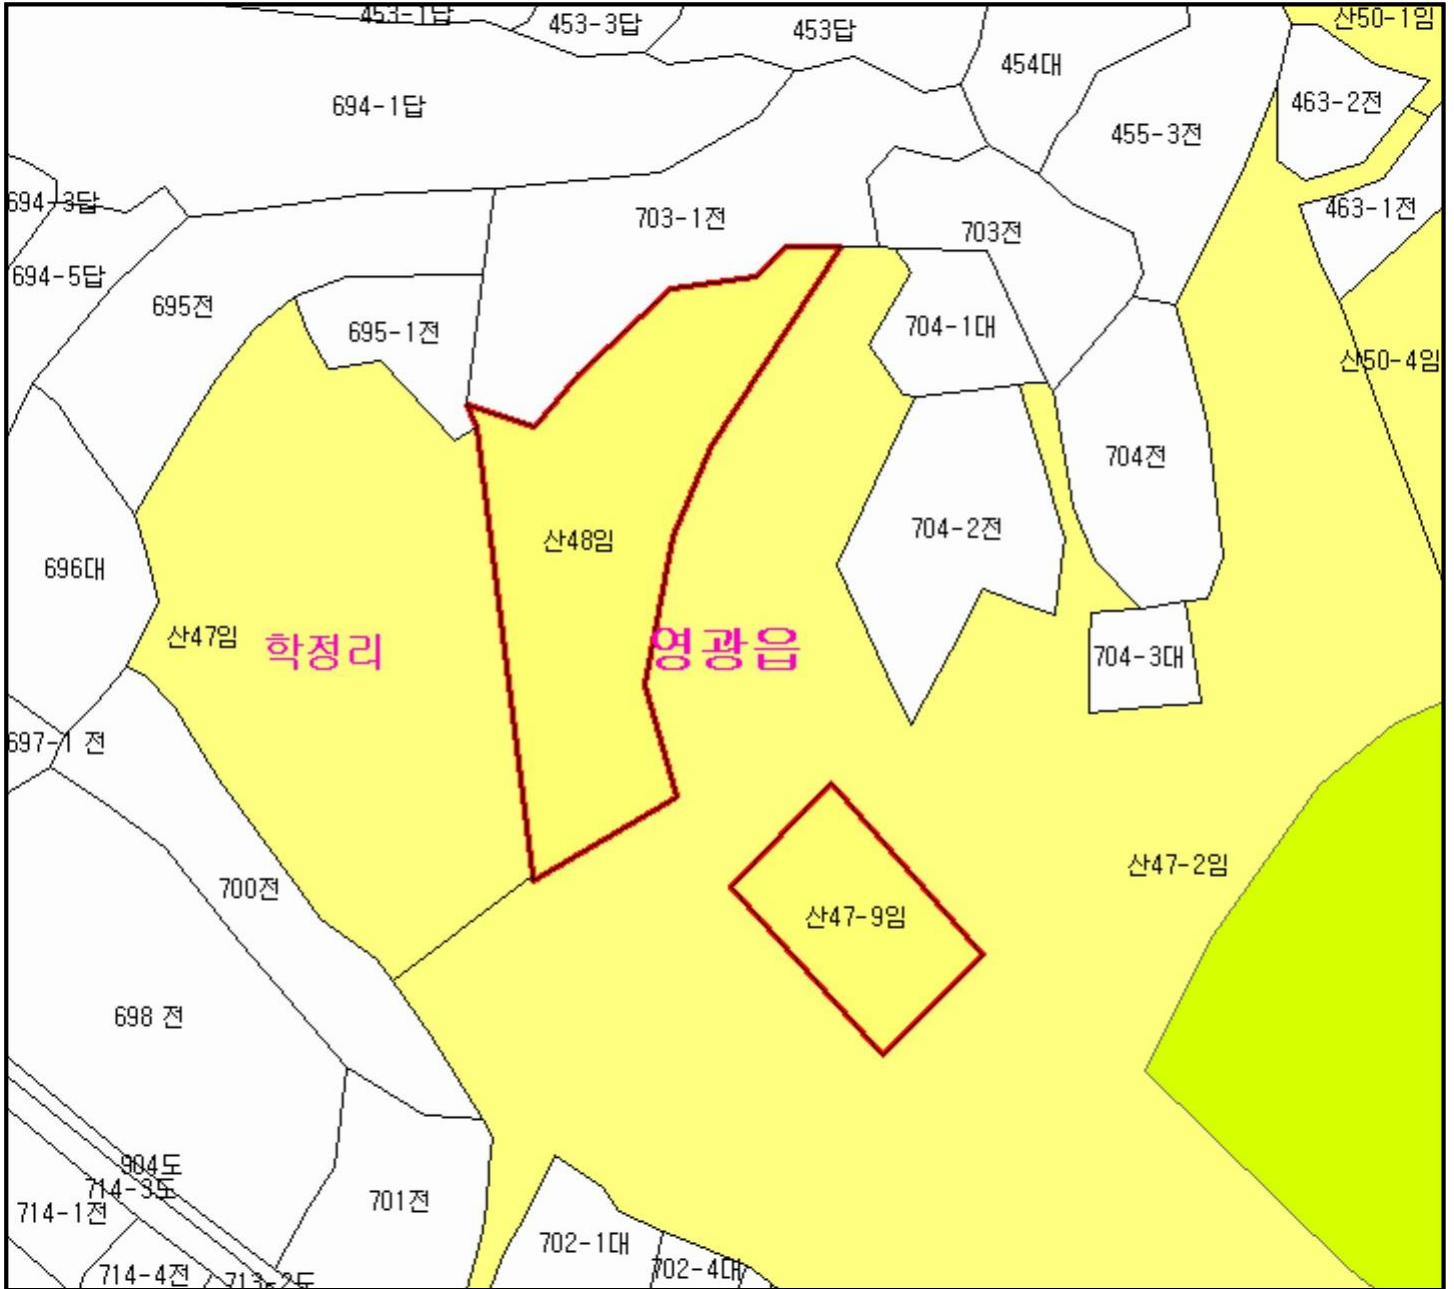 453-1답
453-3답
453답
산50-1임
454대
463-2전
694-1답
455-3전
694-3답
463-1전
703-1전
703전
694-5답
695전
695-1전
704-1대
산50-4임
704전
704-2전
산48임
696대
산47임
학정리
영광읍
704-3대
697-1 전
산47-2임
700전
산47-9임
698 전
904도
714-3도
701전
714-1전
702-1대
702-4대
714-4전
713-2도